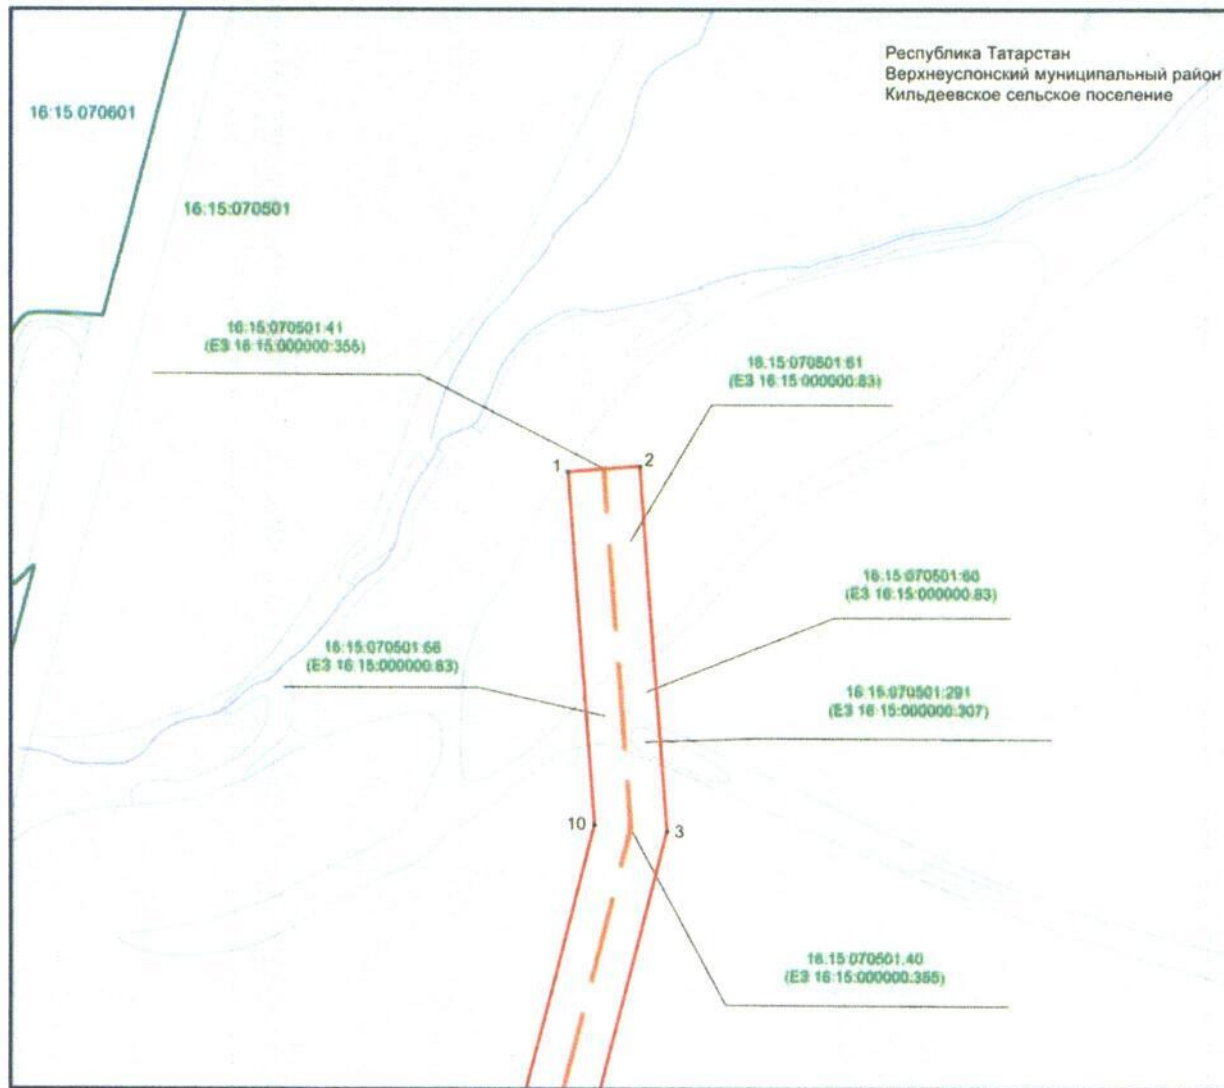 Республика Татарстан
Верхнеуслонский муниципальный район
Кильдеевское сельское поселение
16:15:070601
16:15:070501
16:15:070501:41
(ЕЗ 16:15:000000:355)
16:15:070501:61
(ЕЗ 16:15:000000:83)
1
2
16:15:070501:60
(ЕЗ 16:15:000000:83)
16:15:070501:66
(ЕЗ 16:15:000000:83)
16:15:070501:291
(ЕЗ 16:15:000000:307)
10
3
16:15:070501:40
(ЕЗ 16:15:000000:355)